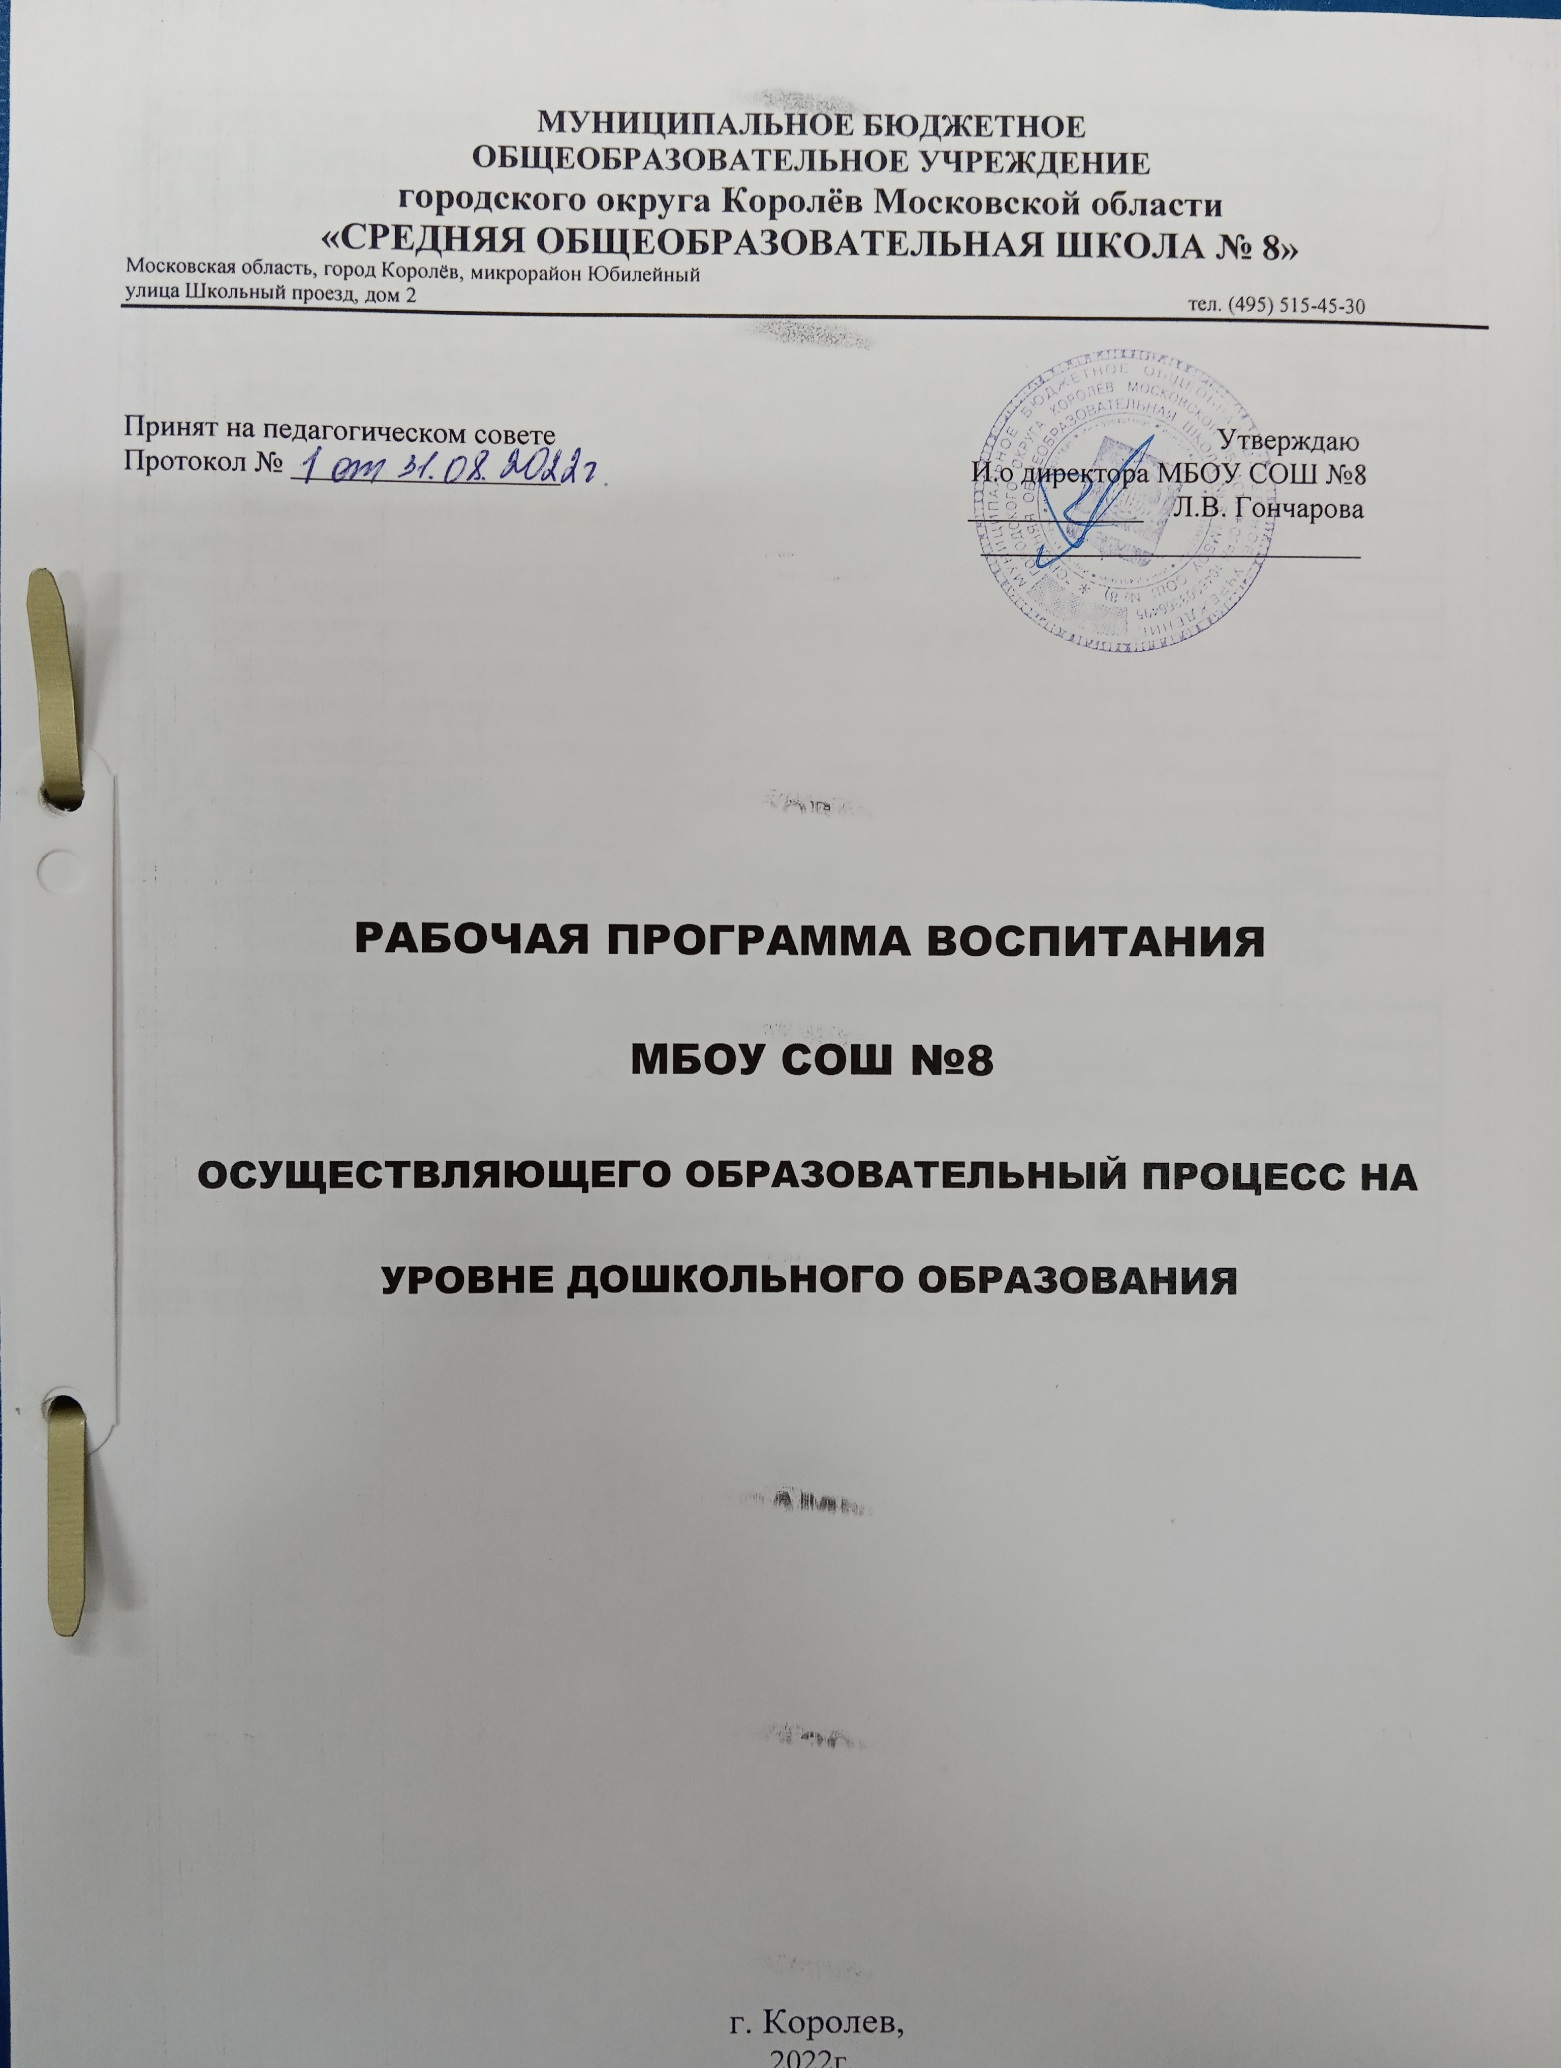 МУНИЦИПАЛЬНОЕ БЮДЖЕТНОЕ
ОБЩЕОБРАЗОВАТЕЛЬНОЕ УЧРЕЖДЕНИЕ
городского округа Королёв Московской области
«СРЕДНЯЯ ОБЩЕОБРАЗОВАТЕЛЬНАЯ ШКОЛА № 8»
Московская область, город Королёв, микрорайон Юбилейный
улица Школьный проезд, дом 2
тел. (495) 515-45-30
Принят на педагогическом совете
Протокол № 1 от 31.08.2022г.
Утверждаю
И.о директора МБОУ СОШ №8
Л.В. Гончарова
РАБОЧАЯ ПРОГРАММА ВОСПИТАНИЯ
МБОУ СОШ №8
ОСУЩЕСТВЛЯЮЩЕГО ОБРАЗОВАТЕЛЬНЫЙ ПРОЦЕСС НА
УРОВНЕ ДОШКОЛЬНОГО ОБРАЗОВАНИЯ
г. Королев,
2022г.